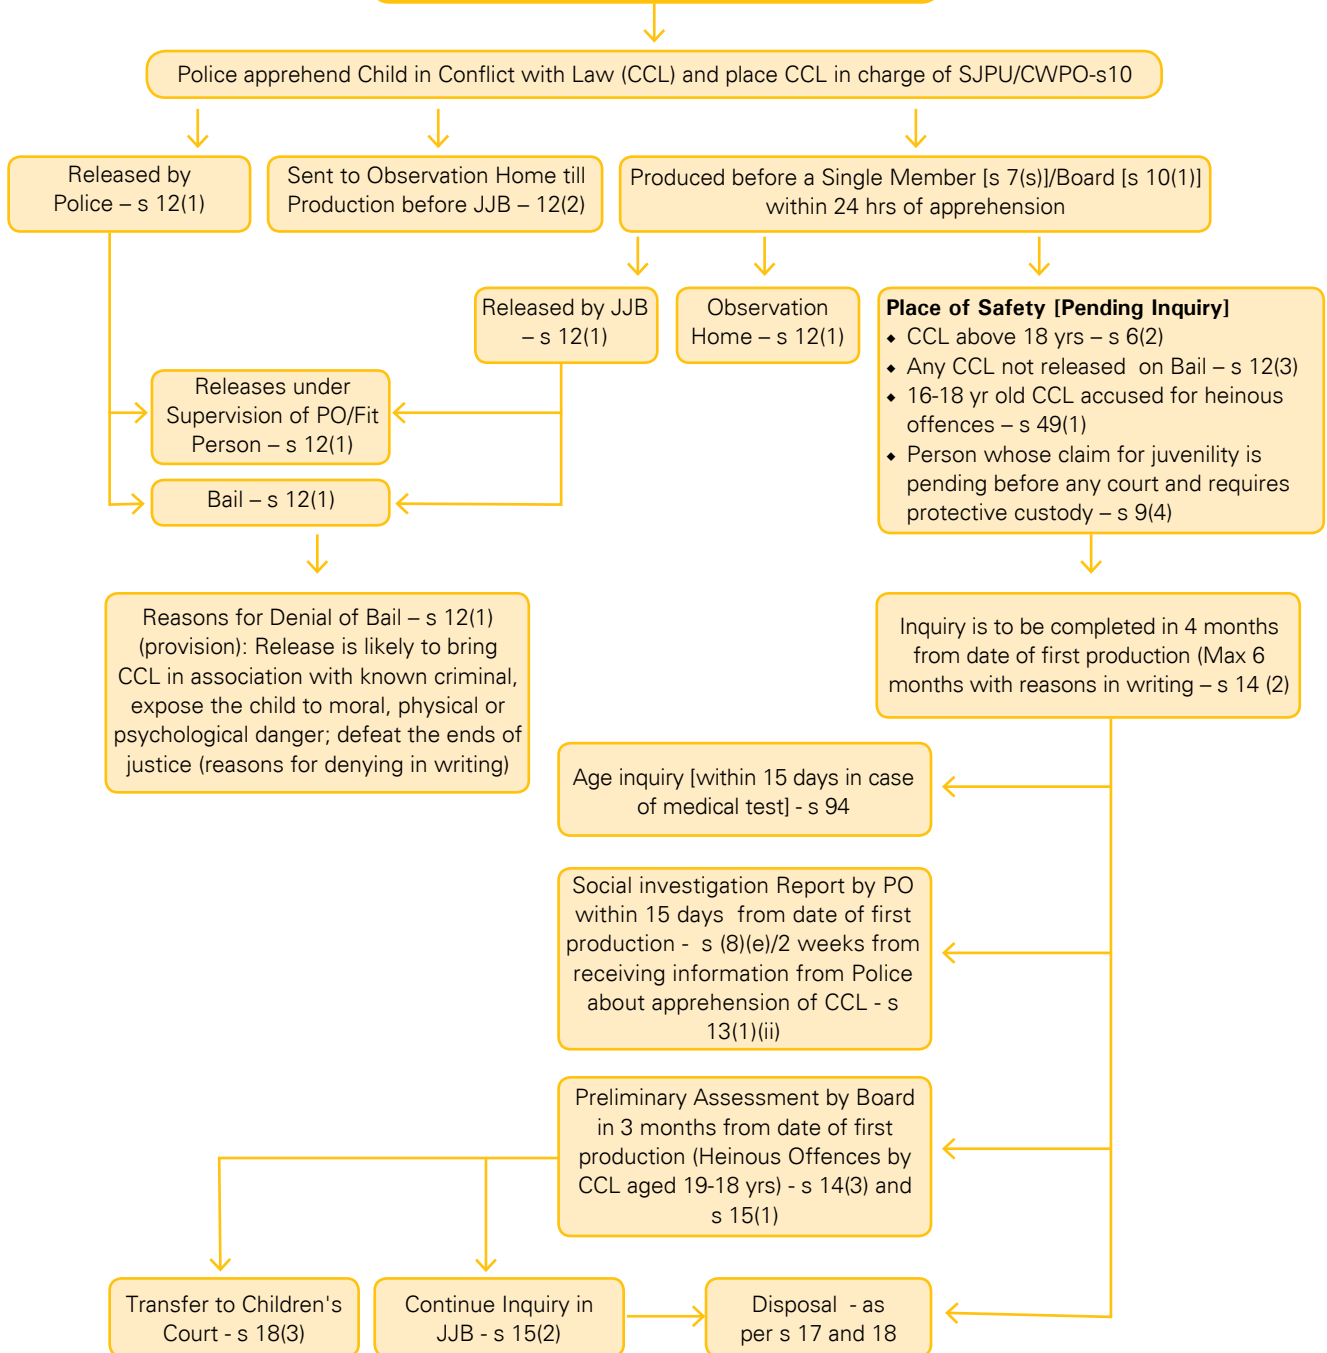 Police apprehend Child in Conflict with Law (CCL) and place CCL in charge of SJPU/CWPO-s10
Released by
Police – s 12(1)
Sent to Observation Home till
Production before JJB – 12(2)
Produced before a Single Member [s 7(s)]/Board [s 10(1)]
within 24 hrs of apprehension
Released by JJB
– s 12(1)
Observation
Home – s 12(1)
Place of Safety [Pending Inquiry]
◆ CCL above 18 yrs – s 6(2)
◆ Any CCL not released on Bail – s 12(3)
◆ 16-18 yr old CCL accused for heinous
offences – s 49(1)
◆ Person whose claim for juvenility is
pending before any court and requires
protective custody – s 9(4)
Releases under
Supervision of PO/Fit
Person – s 12(1)
Bail – s 12(1)
Reasons for Denial of Bail – s 12(1)
(provision): Release is likely to bring
CCL in association with known criminal,
expose the child to moral, physical or
psychological danger; defeat the ends of
justice (reasons for denying in writing)
Inquiry is to be completed in 4 months
from date of first production (Max 6
months with reasons in writing – s 14 (2)
Age inquiry [within 15 days in case
of medical test] - s 94
Social investigation Report by PO
within 15 days from date of first
production - s (8)(e)/2 weeks from
receiving information from Police
about apprehension of CCL - s
13(1)(ii)
Preliminary Assessment by Board
in 3 months from date of first
production (Heinous Offences by
CCL aged 19-18 yrs) - s 14(3) and
s 15(1)
Transfer to Children's
Court - s 18(3)
Continue Inquiry in
JJB - s 15(2)
Disposal - as
per s 17 and 18